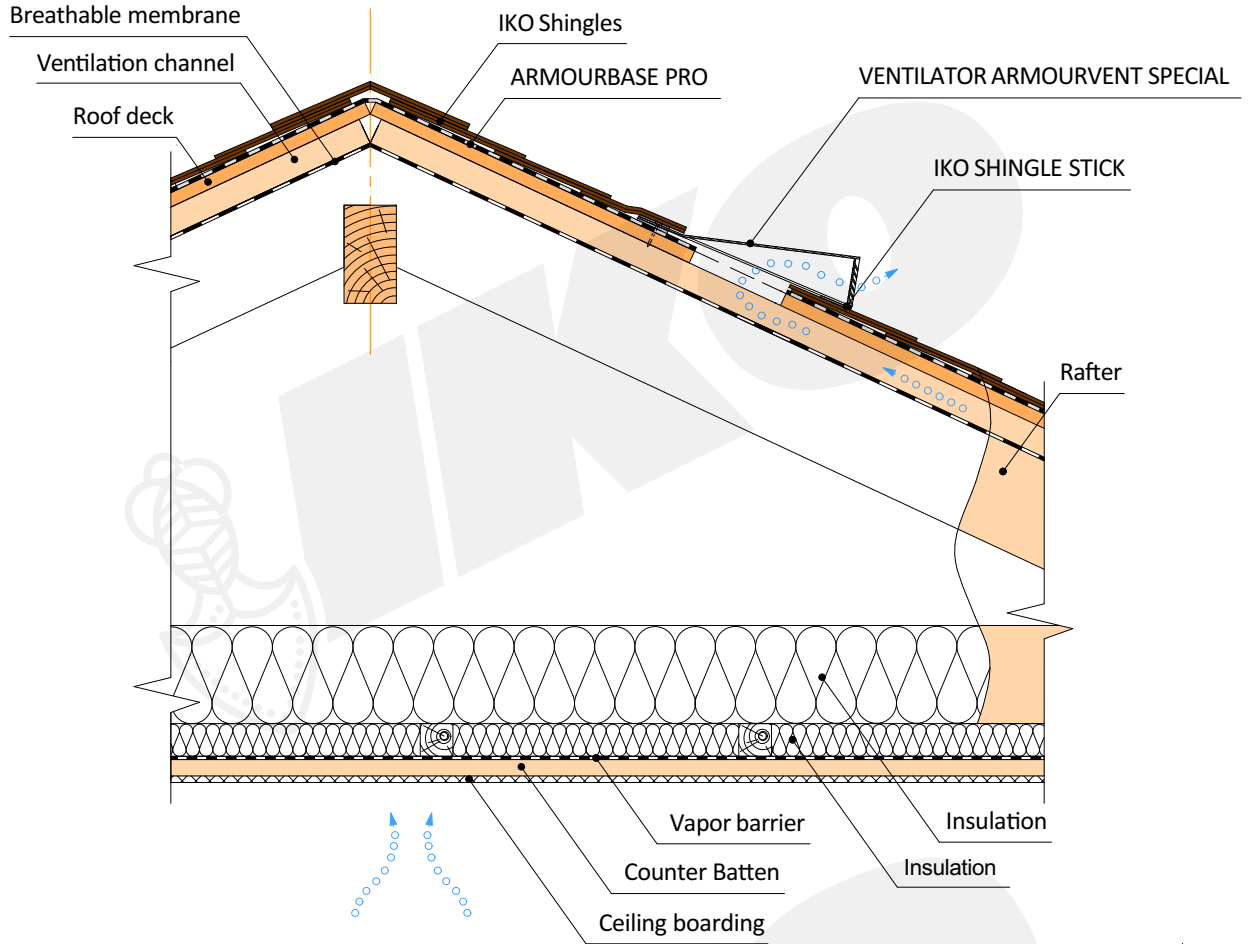 Breathable membrane
IKO Shingles
Ventilation channel
ARMOURBASE PRO
VENTILATOR ARMOURVENT SPECIAL
Roof deck
IKO SHINGLE STICK
IKO
Rafter
Vapor barrier
Insulation
Counter Batten
Insulation
Ceiling boarding